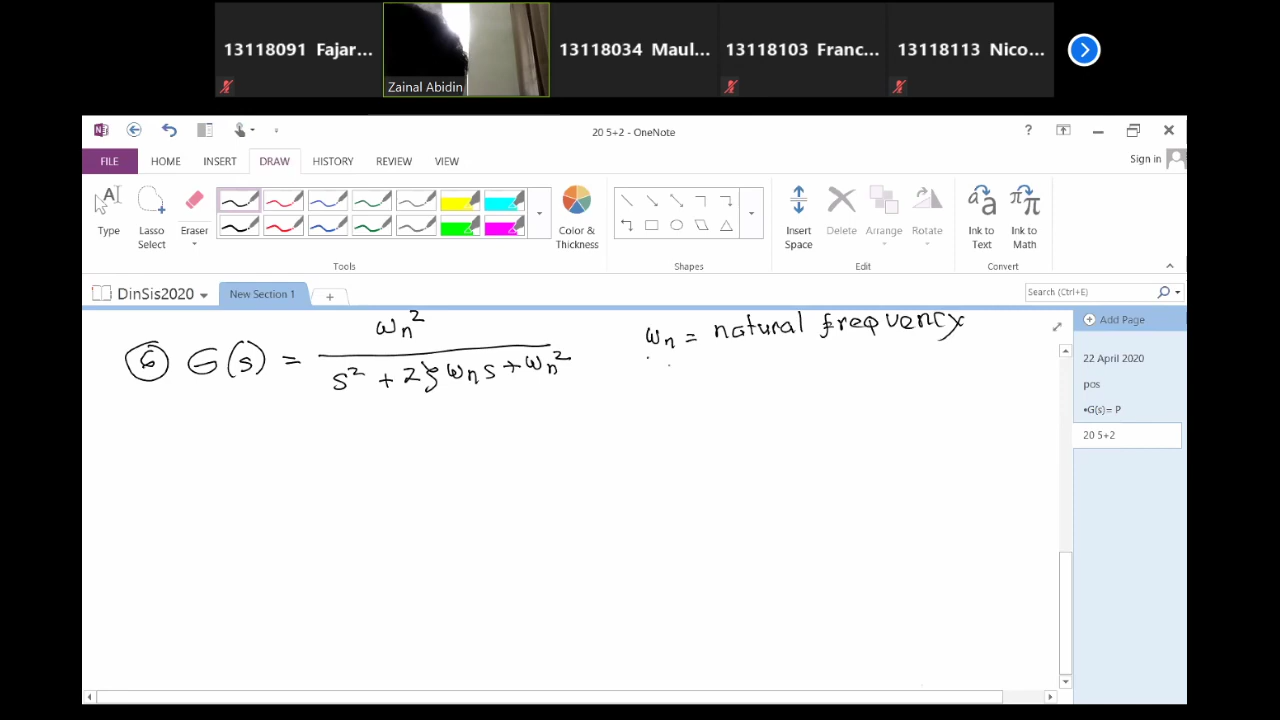 13118091 Fajar...
Zainal Abidin
13118034 Maul...
13118103 Franc...
13118113 Nico...
20 5+2 - OneNote
?
Sign in
FILE HOME INSERT DRAW HISTORY REVIEW VIEW
Type
Lasso Select
Eraser
Color & Thickness
Insert Space
Delete
Arrange
Rotate
Ink to Text
Ink to Math
Tools
Shapes
Edit
Convert
DinSis2020
New Section 1
Search (Ctrl+E)
Add Page
22 April 2020
pos
•G(s)= P
20 5+2
⑥ G(s) = ωn² / (s² + 2ζωn s + ωn²)
ωn = natural frequency